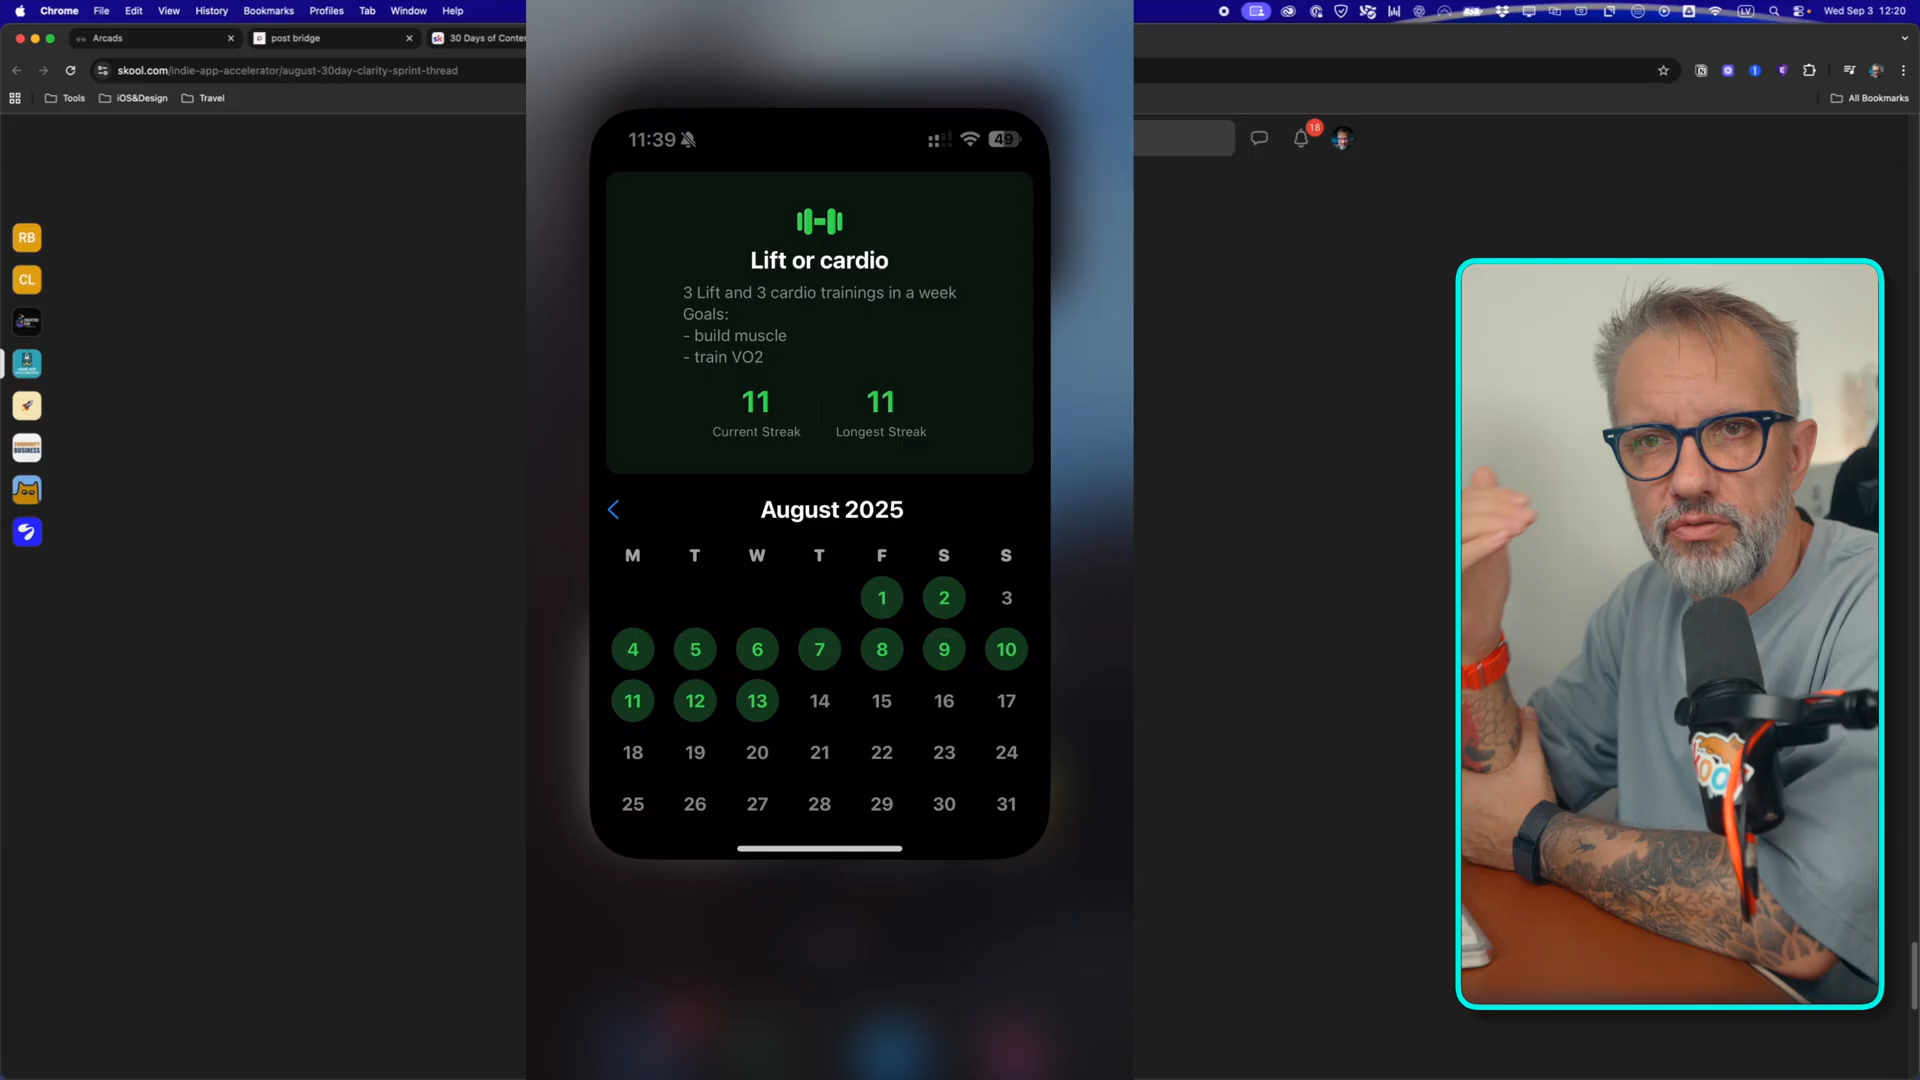 Chrome File Edit View History Bookmarks Profiles Tab Window Help
LV
Wed Sep 3 12:20
Arcads
post bridge
30 Days of Conten
skool.com/indie-app-accelerator/august-30day-clarity-sprint-thread
Tools
iOS&Design
Travel
All Bookmarks
18
RB
CL
COMMUNITY
BUSINESS
11:39
49
Lift or cardio
3 Lift and 3 cardio trainings in a week
Goals:
- build muscle
- train VO2
11 11
Current Streak Longest Streak
August 2025
M T W T F S S
1 2 3
4 5 6 7 8 9 10
11 12 13 14 15 16 17
18 19 20 21 22 23 24
25 26 27 28 29 30 31